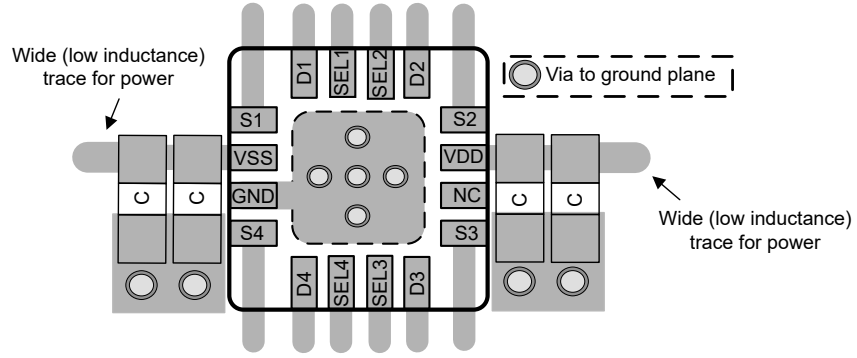 Wide (low inductance)
trace for power
D1
SEL1
SEL2
D2
Via to ground plane
S1
S2
VSS
VDD
C
C
GND
NC
C
C
S4
S3
Wide (low inductance)
trace for power
D4
SEL4
SEL3
D3